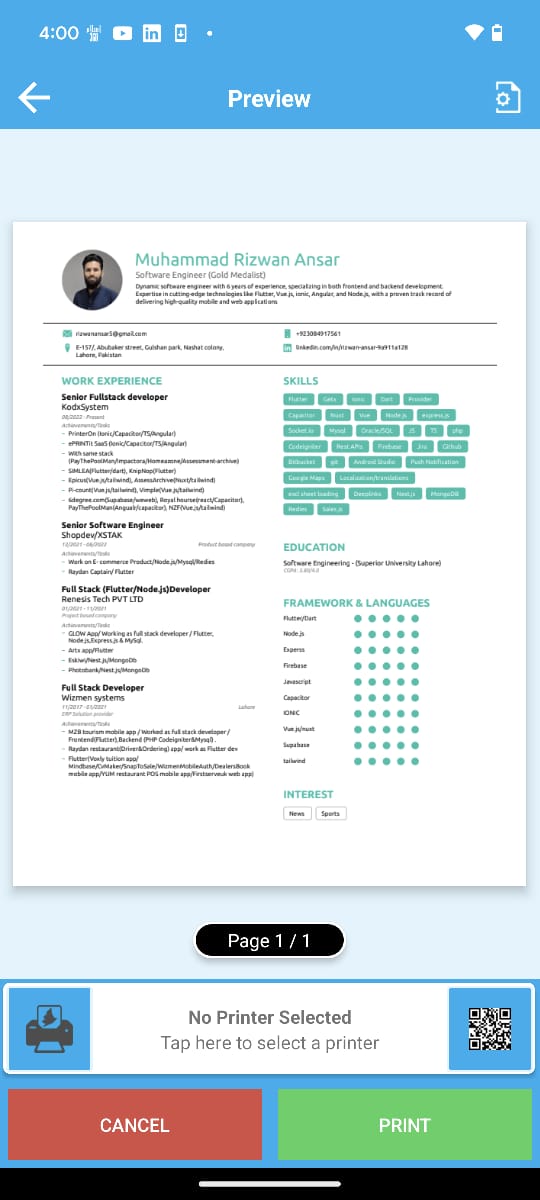 4:00
Preview
Muhammad Rizwan Ansar
Software Engineer (Gold Medalist)
Dynamic software engineer with 6 years of experience, specializing in both frontend and backend development.
Expertise in cutting-edge technologies like Flutter, Vue.js, Ionic, Angular, and Node.js, with a proven track record of
delivering high-quality mobile and web applications
rizwanansar5@gmail.com
+923084917561
E-157/, Abubaker street, Gulshan park, Nashat colony,
Lahore, Pakistan
linkedin.com/in/rizwan-ansar-9a911a128
WORK EXPERIENCE
Senior Fullstack developer
KodxSystem
06/2022 - Present
Achievements/Tasks
– PrinterOn (Ionic/Capacitor/TS/Angular)
– ePRINTit SaaS (Ionic/Capacitor/TS/Angular)
– With same stack
(PayThePoolMan/Impactora/Homeazone/Assessment-archive)
– SIMLEA(Flutter/dart), KnipNop(Flutter)
– Epicus(Vue.js/tailwind), AssessArchive(Nuxt/tailwind)
– Pi-count(Vue.js/tailwind), Vimple(Vue.js/tailwind)
– 6degree.com(Supabase/weweb), Royal hourse(react/Capacitor),
PayThePoolMan(Angualr/capacitor), NZF(Vue.js/tailwind)
Senior Software Engineer
Shopdev/XSTAK
12/2021 - 06/2022
Product based company
Achievements/Tasks
– Work on E-commerce Product/Node.js/Mysql/Redies
– Raydan Captain/ Flutter
Full Stack (Flutter/Node.js)Developer
Renesis Tech PVT LTD
01/2021 - 11/2021
Project based company
Achievements/Tasks
– GLOW App/ Working as full stack developer / Flutter,
Node.js,Express.js & MySql.
– Artx app/Flutter
– Eskiwi/Nest.js/MongoDb
– Photobank/Nest.js/MongoDb
Full Stack Developer
Wizmen systems
11/2017 - 01/2021
Lahore
ERP Solution provider
Achievements/Tasks
– MZB tourism mobile app / Worked as full stack developer /
Frontend(Flutter),Backend (PHP Codeigniter&Mysql) .
– Raydan restaurant(Driven&Ordering) app/ work as Flutter dev
– Flutter(Voxly tuition app/
Mindbase/CvMaker/SnapToSale/WizmenMobileAuth/DealersBook
mobile app/YUM restaurant POS mobile app/Firstserveuk web app)
SKILLS
Flutter Getx Ionic Dart Provider
Capacitor Nuxt Vue Node.js express.js
Socket.io Mysql Oracle/SQL JS TS php
Codeigniter Rest APIs Firebase Jira Github
Bitbucket git Android Studio Push Notification
Google Maps Localization/translations
excl sheet loading Deeplinks Nest.js MongoDB
Redies Sales.js
EDUCATION
Software Engineering - (Superior University Lahore)
FRAMEWORK & LANGUAGES
Flutter/Dart
Node.js
Experss
Firebase
Javascript
Capacitor
IONIC
Vue.js/nuxt
Supabase
tailwind
INTEREST
News Sports
Page 1 / 1
No Printer Selected
Tap here to select a printer
CANCEL
PRINT